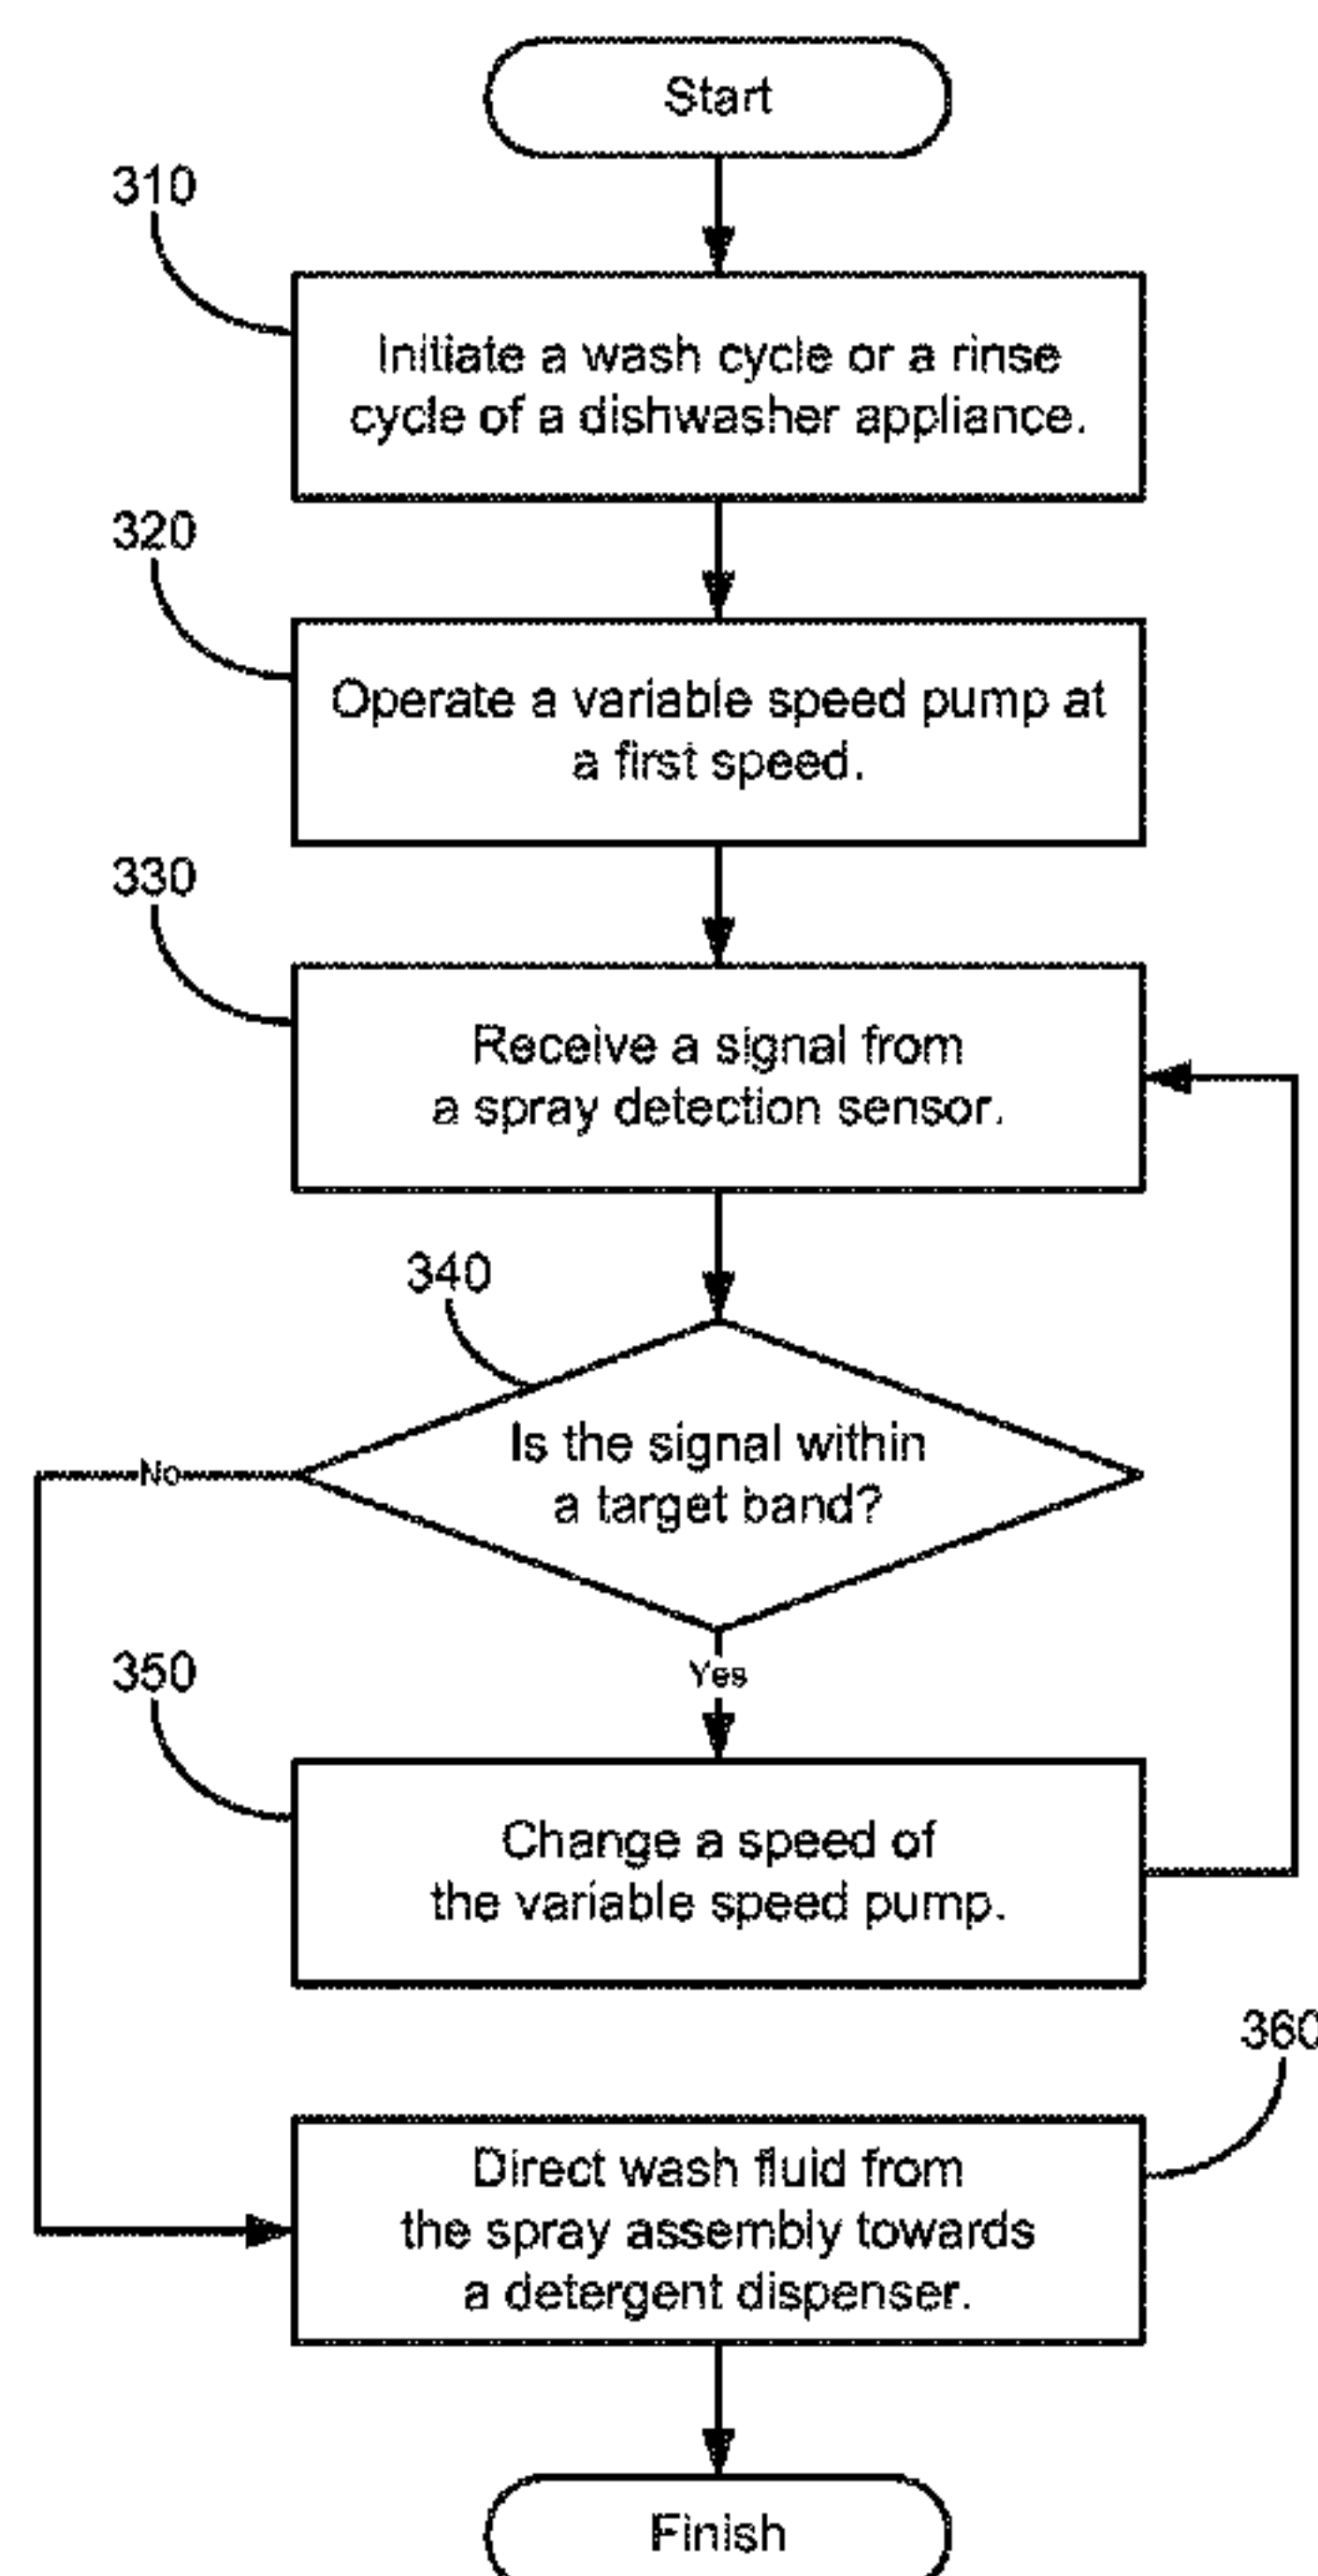 Start
310
Initiate a wash cycle or a rinse
cycle of a dishwasher appliance.
320
Operate a variable speed pump at
a first speed.
330
Receive a signal from
a spray detection sensor.
340
Is the signal within
a target band?
No
Yes
350
Change a speed of
the variable speed pump.
360
Direct wash fluid from
the spray assembly towards
a detergent dispenser.
Finish